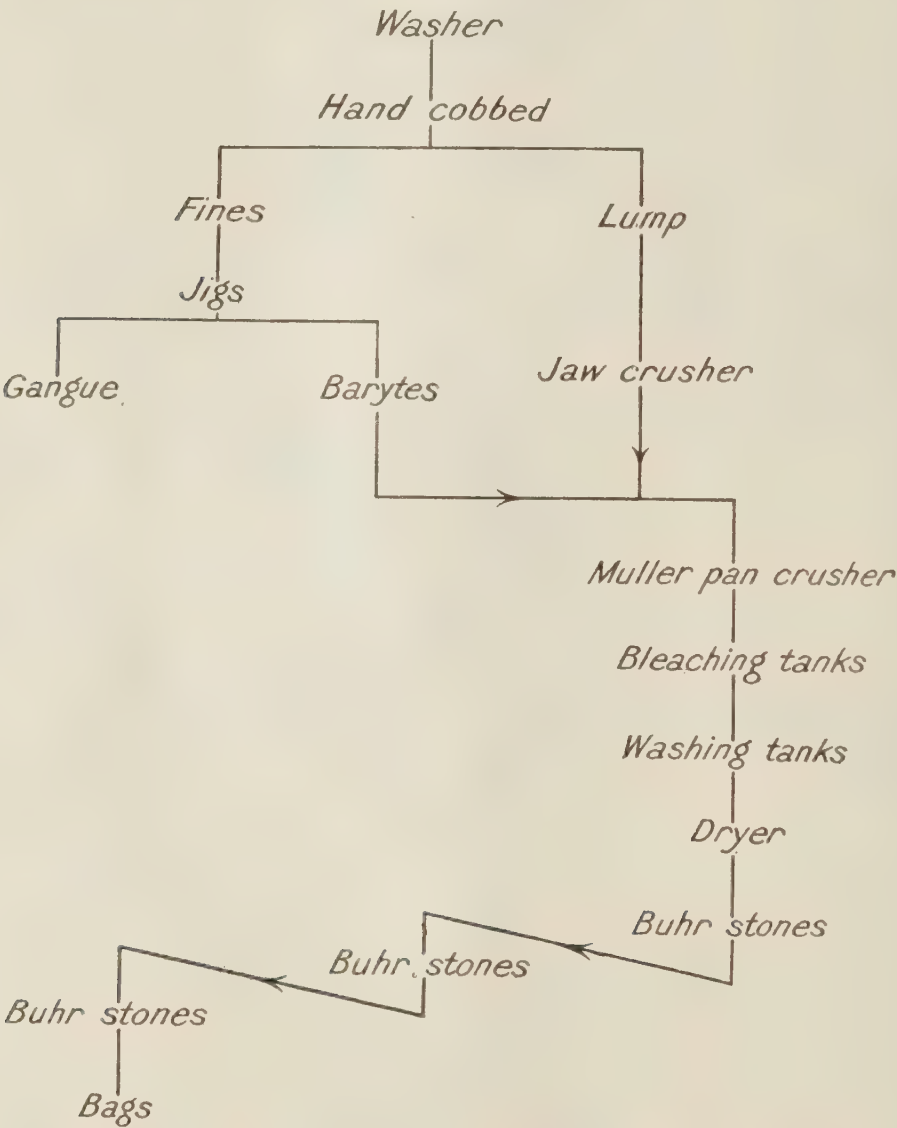 Washer
Hand cobbed
Fines
Lump
Jigs
Gangue
Barytes
Jaw crusher
Muller pan crusher
Bleaching tanks
Washing tanks
Dryer
Buhr stones
Buhr stones
Buhr stones
Bags